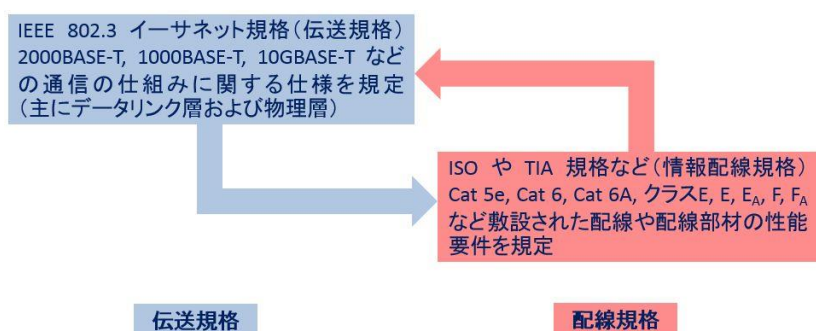 IEEE 802.3 イーサネット規格（伝送規格）
2000BASE-T, 1000BASE-T, 10GBASE-T など
の通信の仕組みに関する仕様を規定
（主にデータリンク層および物理層）
ISO や TIA 規格など（情報配線規格）
Cat 5e, Cat 6, Cat 6A, クラスE, E, EA, F, FA
など敷設された配線や配線部材の性能
要件を規定
伝送規格
配線規格